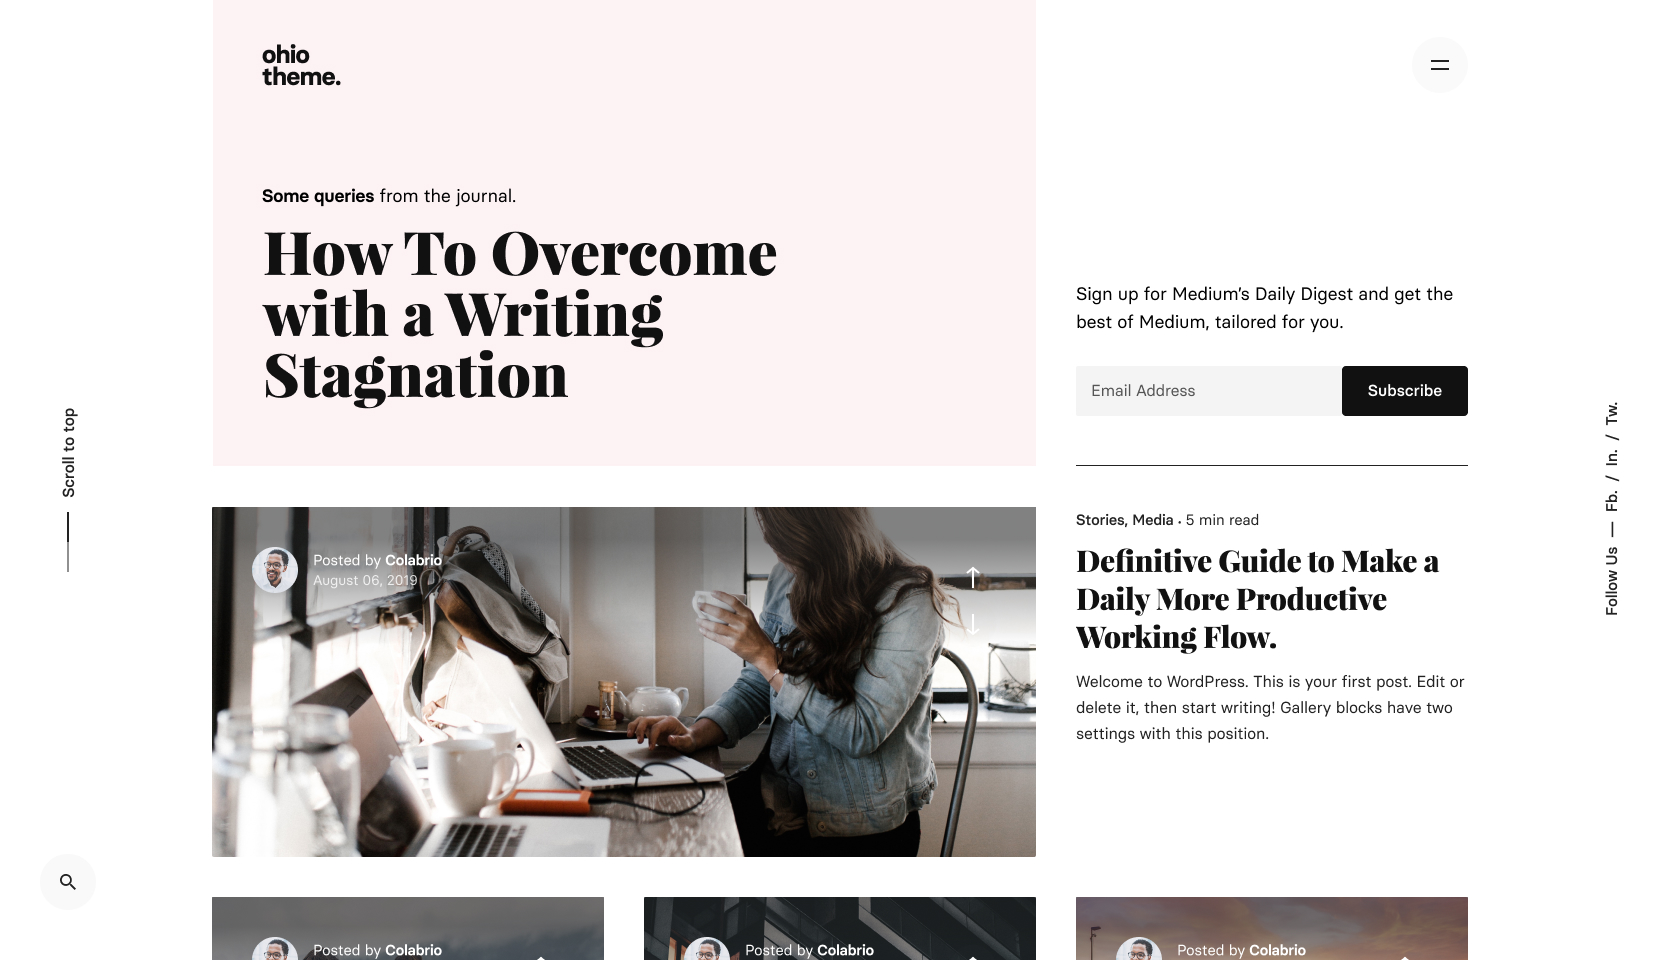 ohio
theme.
Some queries from the journal.
How To Overcome
with a Writing
Stagnation
Sign up for Medium's Daily Digest and get the
best of Medium, tailored for you.
Email Address
Subscribe
Scroll to top
Follow Us — Fb. / In. / Tw.
Posted by Colabrio
August 06, 2019
Stories, Media • 5 min read
Definitive Guide to Make a
Daily More Productive
Working Flow.
Welcome to WordPress. This is your first post. Edit or
delete it, then start writing! Gallery blocks have two
settings with this position.
Posted by Colabrio
Posted by Colabrio
Posted by Colabrio